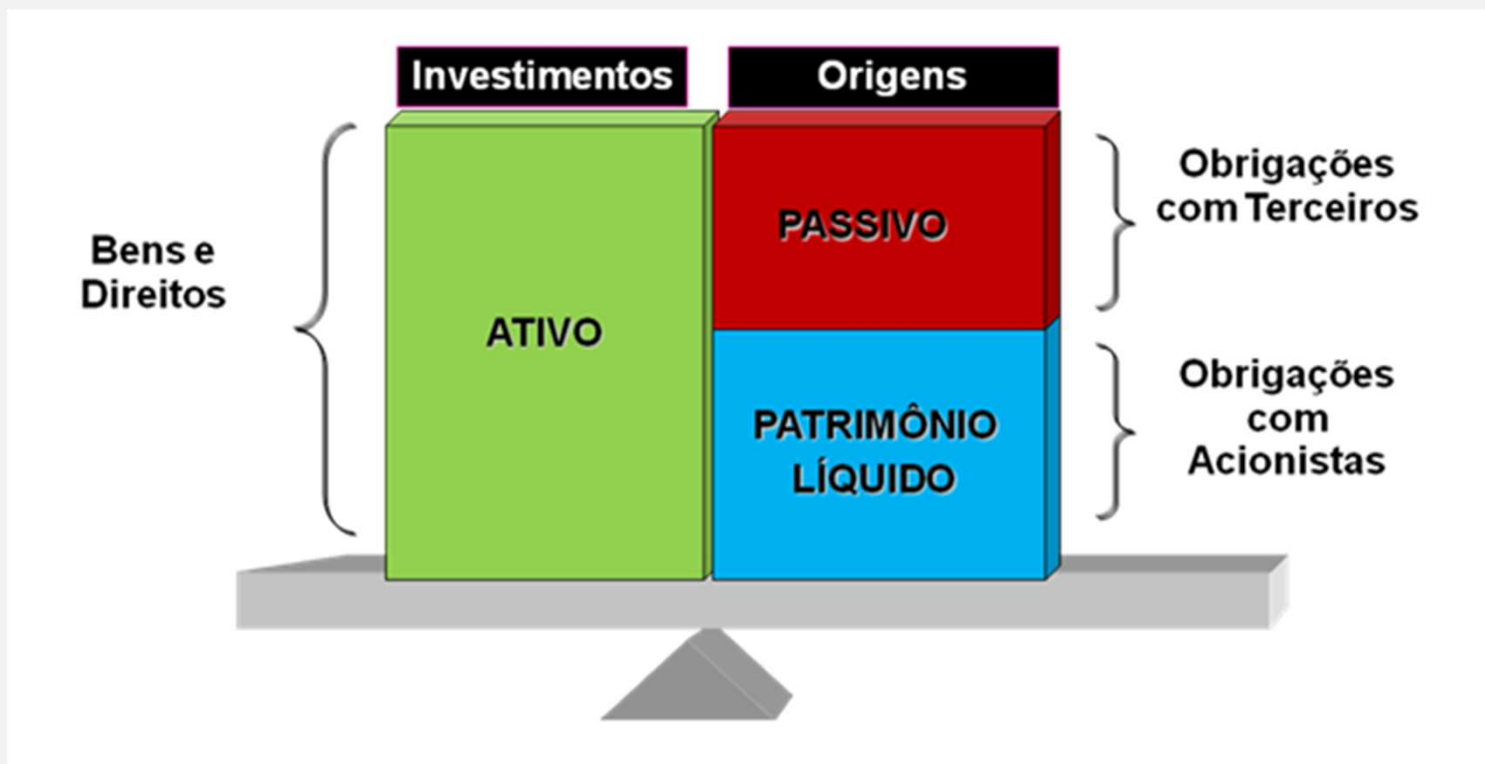 Investimentos
Origens
Bens e
Direitos
ATIVO
PASSIVO
PATRIMÔNIO
LÍQUIDO
Obrigações
com Terceiros
Obrigações
com
Acionistas